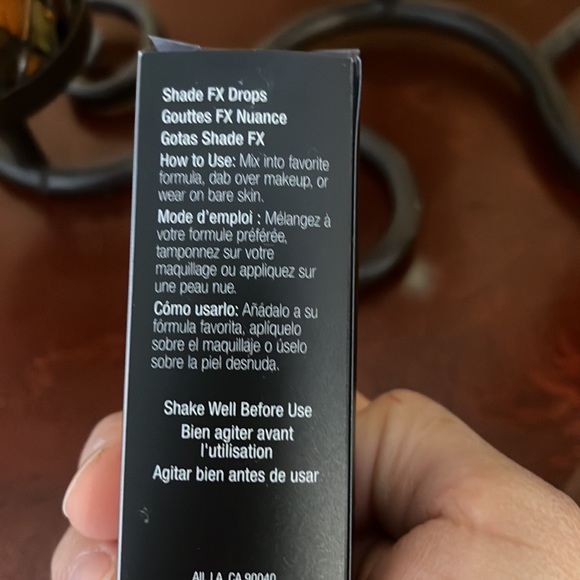 Shade FX Drops
Gouttes FX Nuance
Gotas Shade FX
How to Use: Mix into favorite
formula, dab over makeup, or
wear on bare skin.
Mode d'emploi : Mélangez à
votre formule préférée,
tamponnez sur votre
maquillage ou appliquez sur
une peau nue.
Cómo usarlo: Añádalo a su
fórmula favorita, aplíquelo
sobre el maquillaje o úselo
sobre la piel desnuda.
Shake Well Before Use
Bien agiter avant
l'utilisation
Agitar bien antes de usar
LA, CA 90040